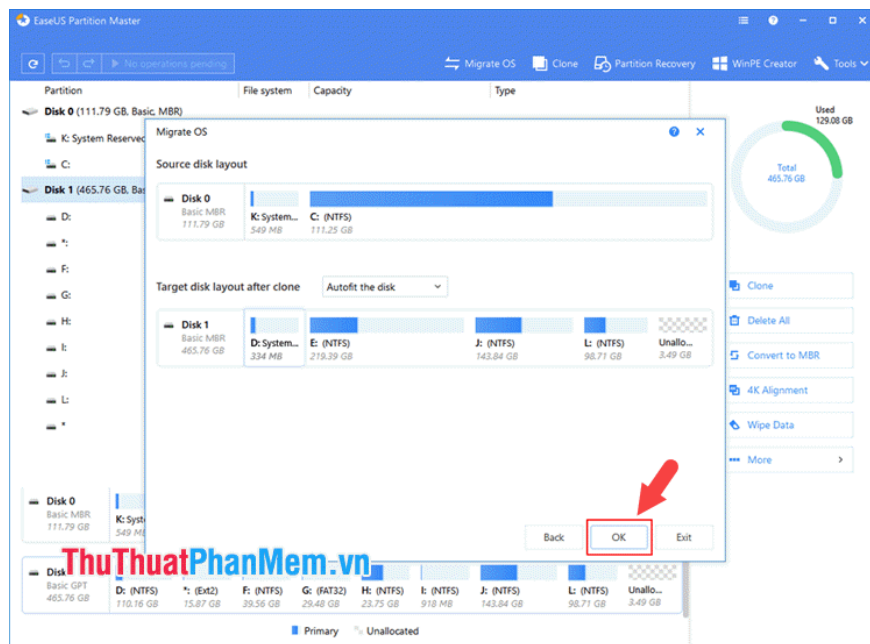 EaseUS Partition Master
No operations pending
Migrate OS Clone Partition Recovery WinPE Creator Tools
Partition File system Capacity Type
Disk 0 (111.79 GB, Basic, MBR)
K: System Reserved
C:
Disk 1 (465.76 GB, Bas
D:
*:
F:
G:
H:
I:
J:
L:
*
Migrate OS
Source disk layout
Disk 0
Basic MBR
111.79 GB
K: System... C: (NTFS)
549 MB 111.25 GB
Target disk layout after clone Autofit the disk
Disk 1
Basic MBR
465.76 GB
D: System... E: (NTFS) J: (NTFS) L: (NTFS) Unallo...
334 MB 219.39 GB 143.84 GB 98.71 GB 3.49 GB
Back OK Exit
Used
129.08 GB
Total
465.76 GB
Clone
Delete All
Convert to MBR
4K Alignment
Wipe Data
More
Disk 0
Basic MBR
111.79 GB
K: Syst
549 MB
ThuThuatPhanMem.vn
Disk
Basic GPT
465.76 GB
D: (NTFS) *: (Ext2) F: (NTFS) G: (FAT32) H: (NTFS) I: (NTFS) J: (NTFS) L: (NTFS) Unallo...
110.16 GB 15.87 GB 39.56 GB 29.48 GB 23.75 GB 918 MB 143.84 GB 98.71 GB 3.49 GB
Primary Unallocated